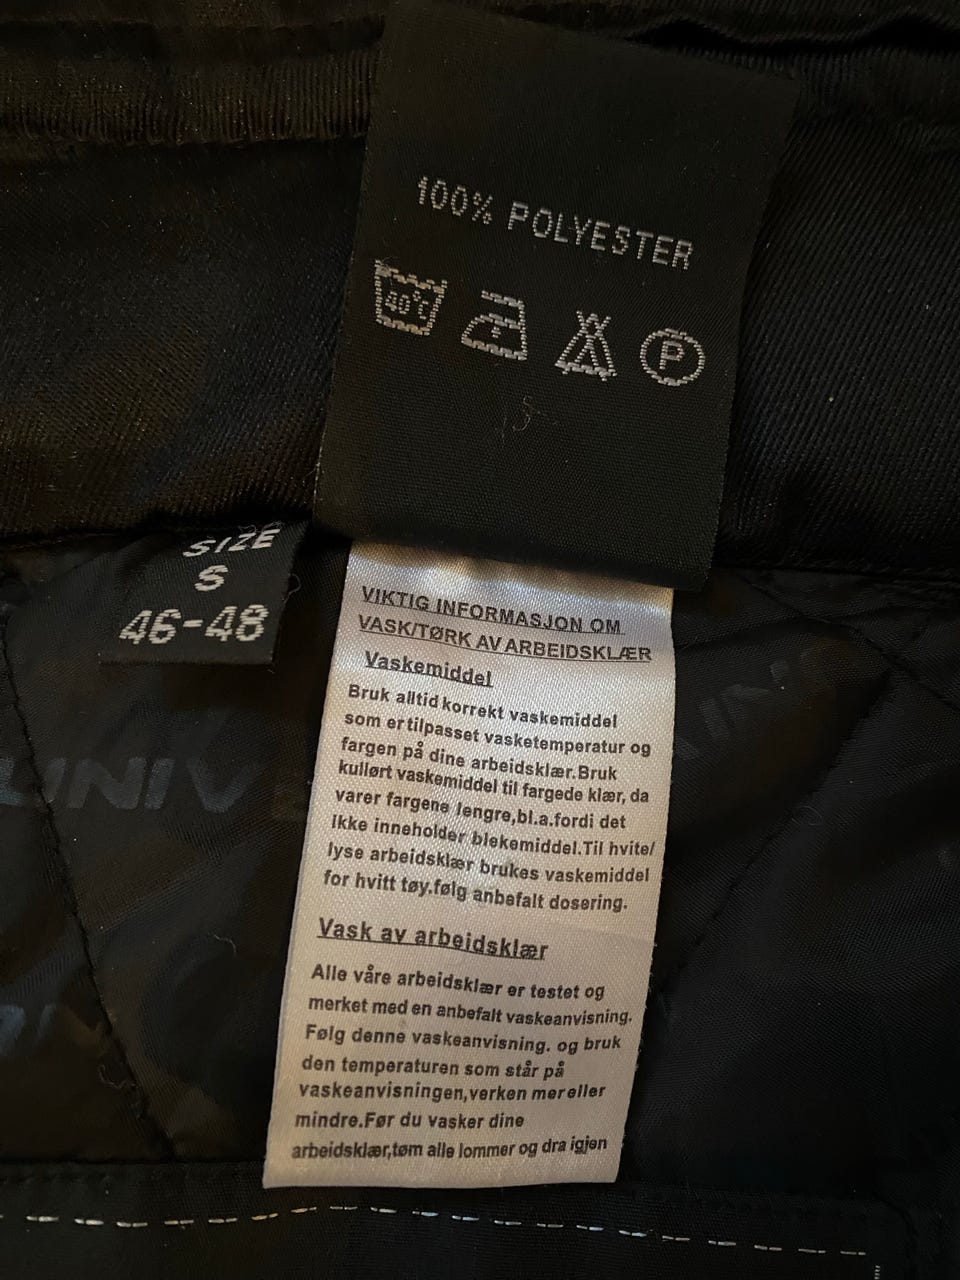 100% POLYESTER
40°C
P
SIZE
S
46-48
VIKTIG INFORMASJON OM
VASK/TØRK AV ARBEIDSKLÆR
Vaskemiddel
Bruk alltid korrekt vaskemiddel
som er tilpasset vasketemperatur og
fargen på dine arbeidsklær.Bruk
kullørt vaskemiddel til fargede klær, da
varer fargene lengre,bl.a.fordi det
ikke inneholder blekemiddel.Til hvite/
lyse arbeidsklær brukes vaskemiddel
for hvitt tøy.følg anbefalt dosering.
Vask av arbeidsklær
Alle våre arbeidsklær er testet og
merket med en anbefalt vaskeanvisning.
Følg denne vaskeanvisning. og bruk
den temperaturen som står på
vaskeanvisningen,verken mer eller
mindre.Før du vasker dine
arbeidsklær,tøm alle lommer og dra igjen
UNIV